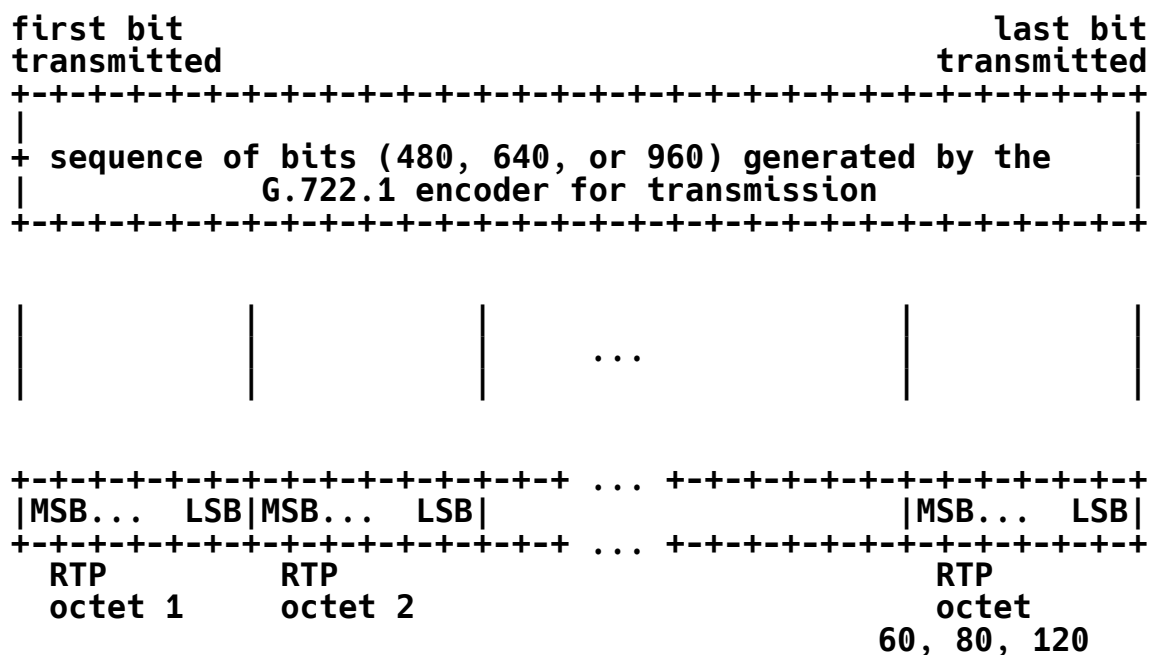 first bit                                          last bit
transmitted                                     transmitted
+-+-+-+-+-+-+-+-+-+-+-+-+-+-+-+-+-+-+-+-+-+-+-+-+-+-+-+-+-+
|                                                          |
+ sequence of bits (480, 640, or 960) generated by the     |
|            G.722.1 encoder for transmission              |
+-+-+-+-+-+-+-+-+-+-+-+-+-+-+-+-+-+-+-+-+-+-+-+-+-+-+-+-+-+
|           |           |                     |           |
|           |           |     ...             |           |
|           |           |                     |           |
+-+-+-+-+-+-+-+-+-+-+-+-+-+-+ ... +-+-+-+-+-+-+-+-+-+-+-+-+
|MSB...  LSB|MSB...  LSB|                     |MSB...  LSB|
+-+-+-+-+-+-+-+-+-+-+-+-+-+-+ ... +-+-+-+-+-+-+-+-+-+-+-+-+
  RTP         RTP                               RTP
  octet 1     octet 2                           octet
                                             60, 80, 120